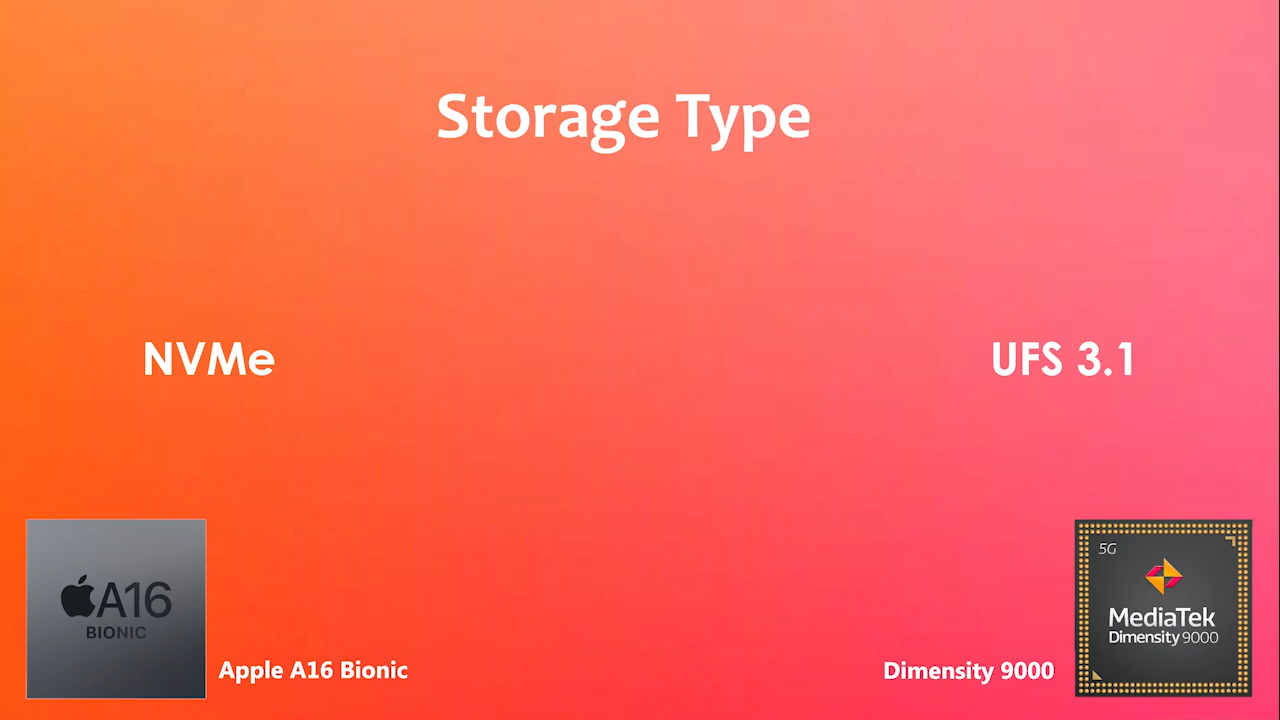 Storage Type
NVMe
UFS 3.1
A16
BIONIC
Apple A16 Bionic
Dimensity 9000
5G
MediaTek
Dimensity 9000